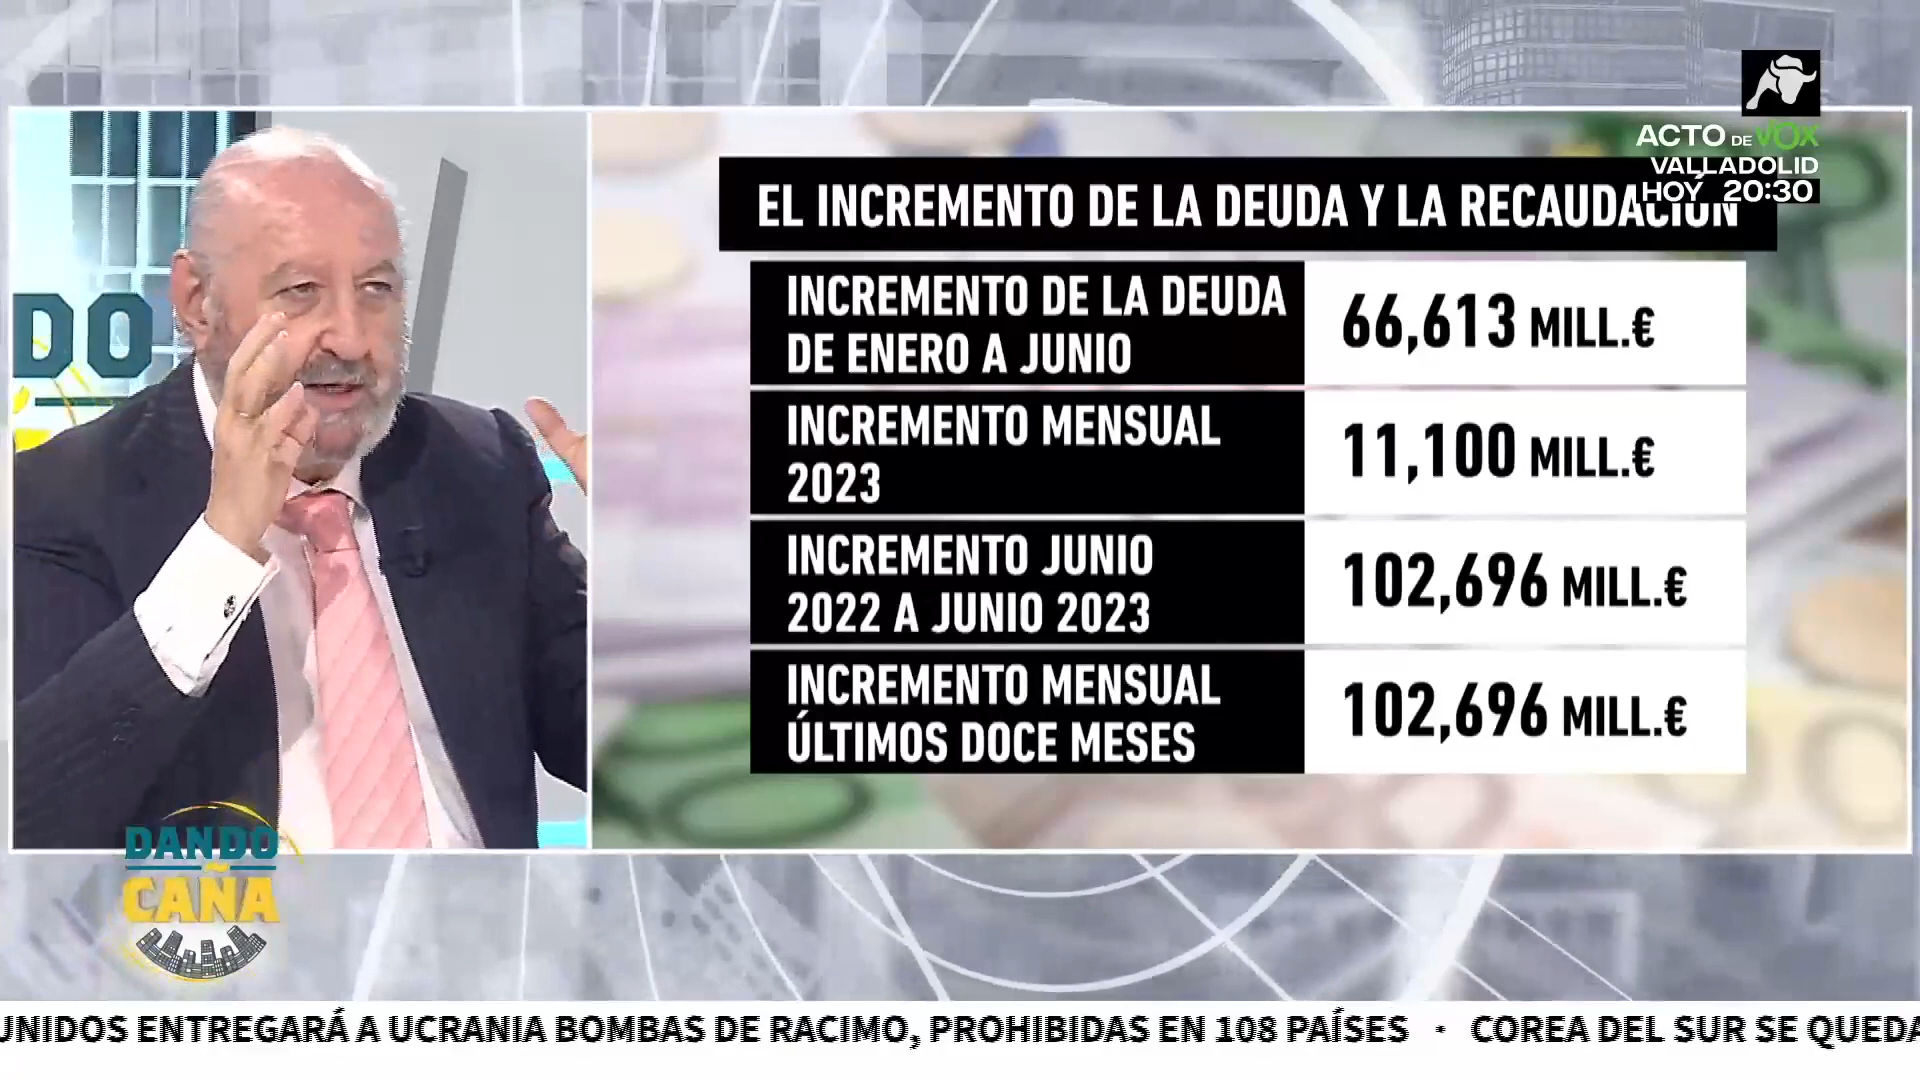 ACTO DE VOX
VALLADOLID
HOY 20:30
EL INCREMENTO DE LA DEUDA Y LA RECAUDACIÓN
INCREMENTO DE LA DEUDA
DE ENERO A JUNIO
66,613 MILL.€
INCREMENTO MENSUAL
2023
11,100 MILL.€
INCREMENTO JUNIO
2022 A JUNIO 2023
102,696 MILL.€
INCREMENTO MENSUAL
ÚLTIMOS DOCE MESES
102,696 MILL.€
DO
DANDO
CAÑA
UNIDOS ENTREGARÁ A UCRANIA BOMBAS DE RACIMO, PROHIBIDAS EN 108 PAÍSES · COREA DEL SUR SE QUEDA